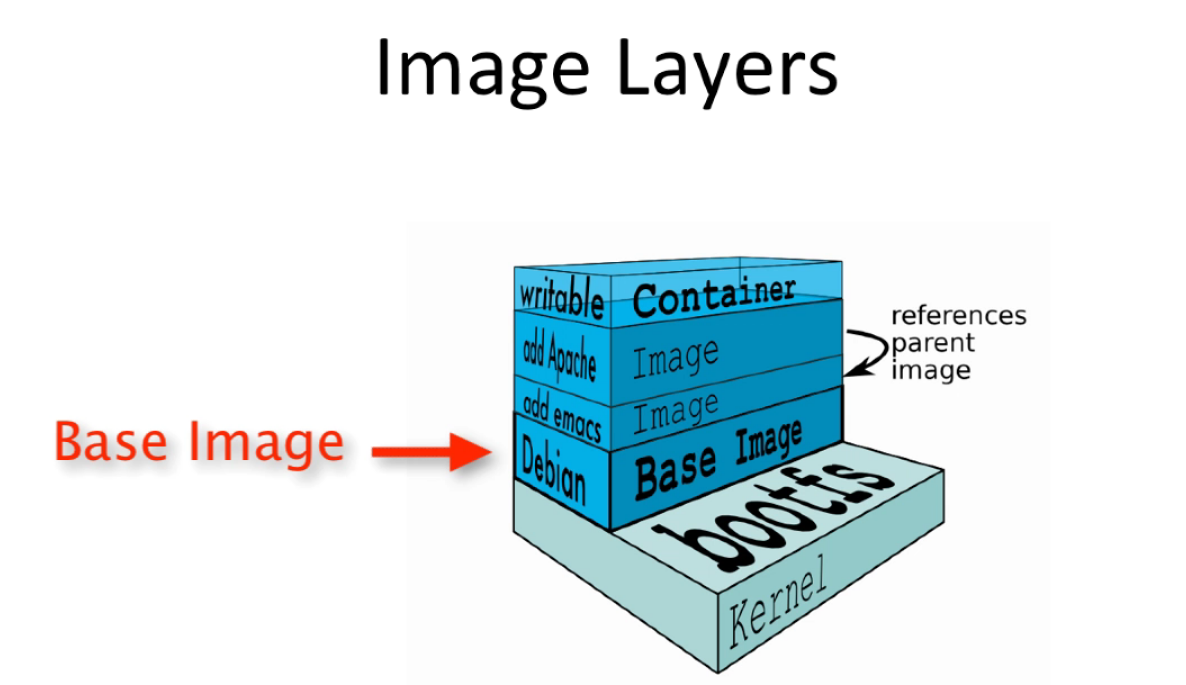 Image Layers
writable Container
add Apache Image
references
parent
image
add emacs Image
Base Image
Debian Base Image
bootfs
Kernel